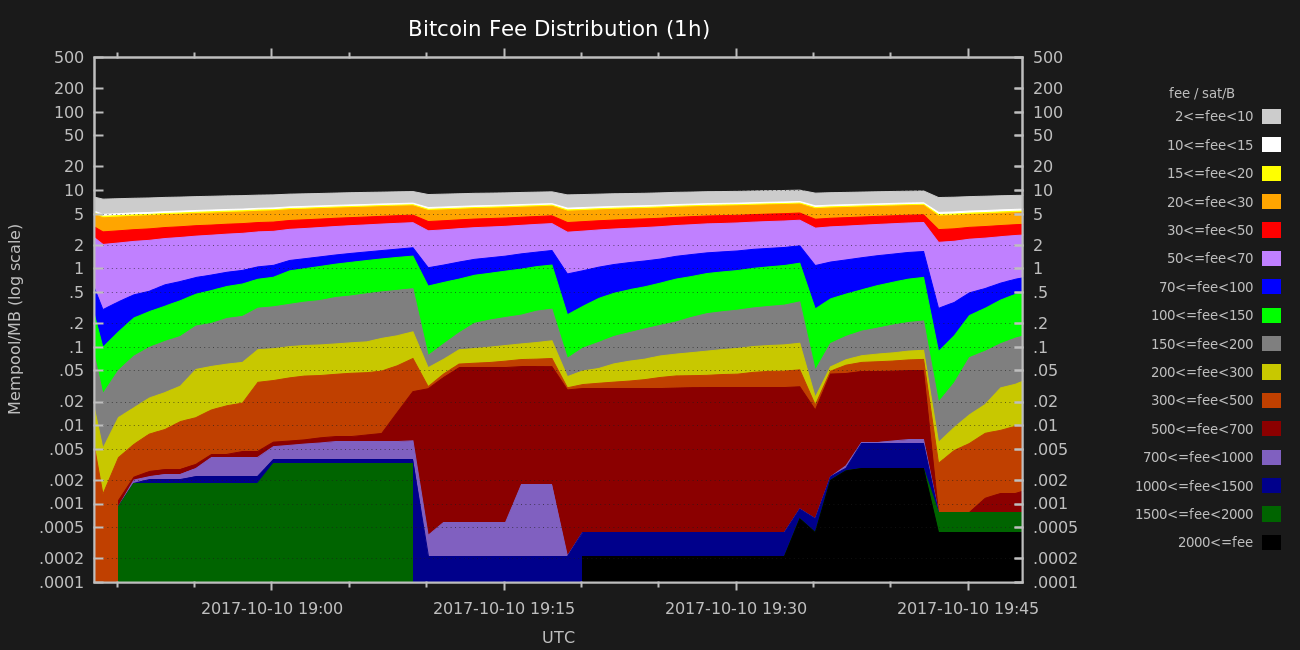 Bitcoin Fee Distribution (1h)
Mempool/MB (log scale)
500
200
100
50
20
10
5
2
1
.5
.2
.1
.05
.02
.01
.005
.002
.001
.0005
.0002
.0001
500
200
100
50
20
10
5
2
1
.5
.2
.1
.05
.02
.01
.005
.002
.001
.0005
.0002
.0001
2017-10-10 19:00
2017-10-10 19:15
2017-10-10 19:30
2017-10-10 19:45
UTC
fee / sat/B
2<=fee<10
10<=fee<15
15<=fee<20
20<=fee<30
30<=fee<50
50<=fee<70
70<=fee<100
100<=fee<150
150<=fee<200
200<=fee<300
300<=fee<500
500<=fee<700
700<=fee<1000
1000<=fee<1500
1500<=fee<2000
2000<=fee